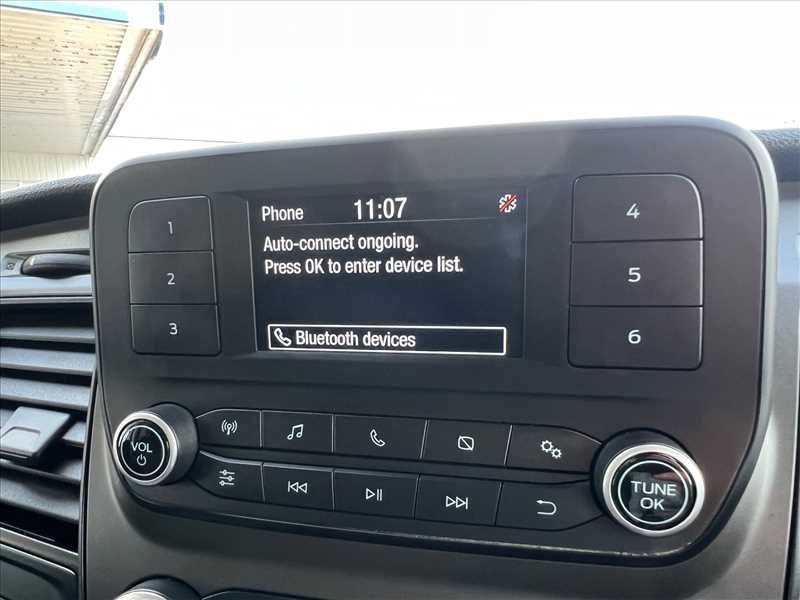 Phone 11:07
Auto-connect ongoing.
Press OK to enter device list.
Bluetooth devices
1
2
3
4
5
6
VOL
TUNE
OK